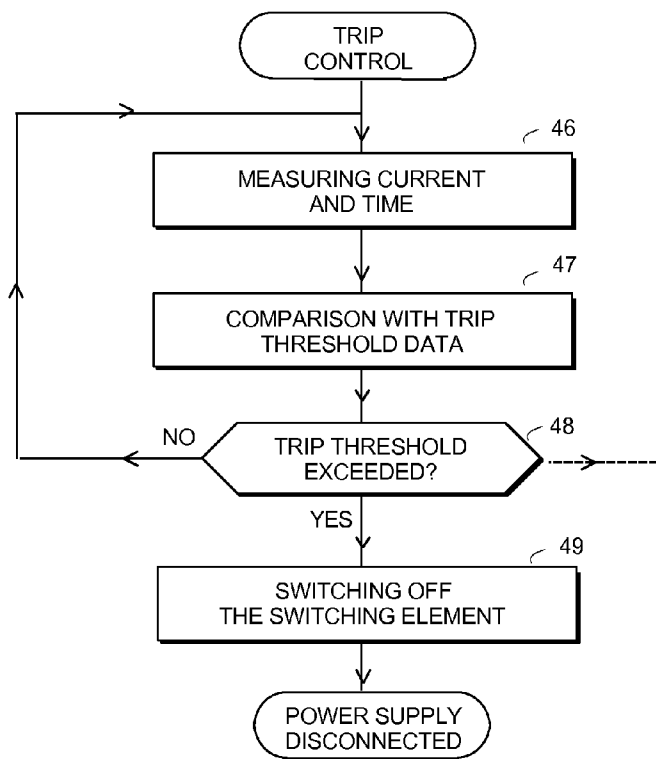 TRIP
CONTROL
46
MEASURING CURRENT
AND TIME
47
COMPARISON WITH TRIP
THRESHOLD DATA
48
NO
TRIP THRESHOLD
EXCEEDED?
YES
49
SWITCHING OFF
THE SWITCHING ELEMENT
POWER SUPPLY
DISCONNECTED